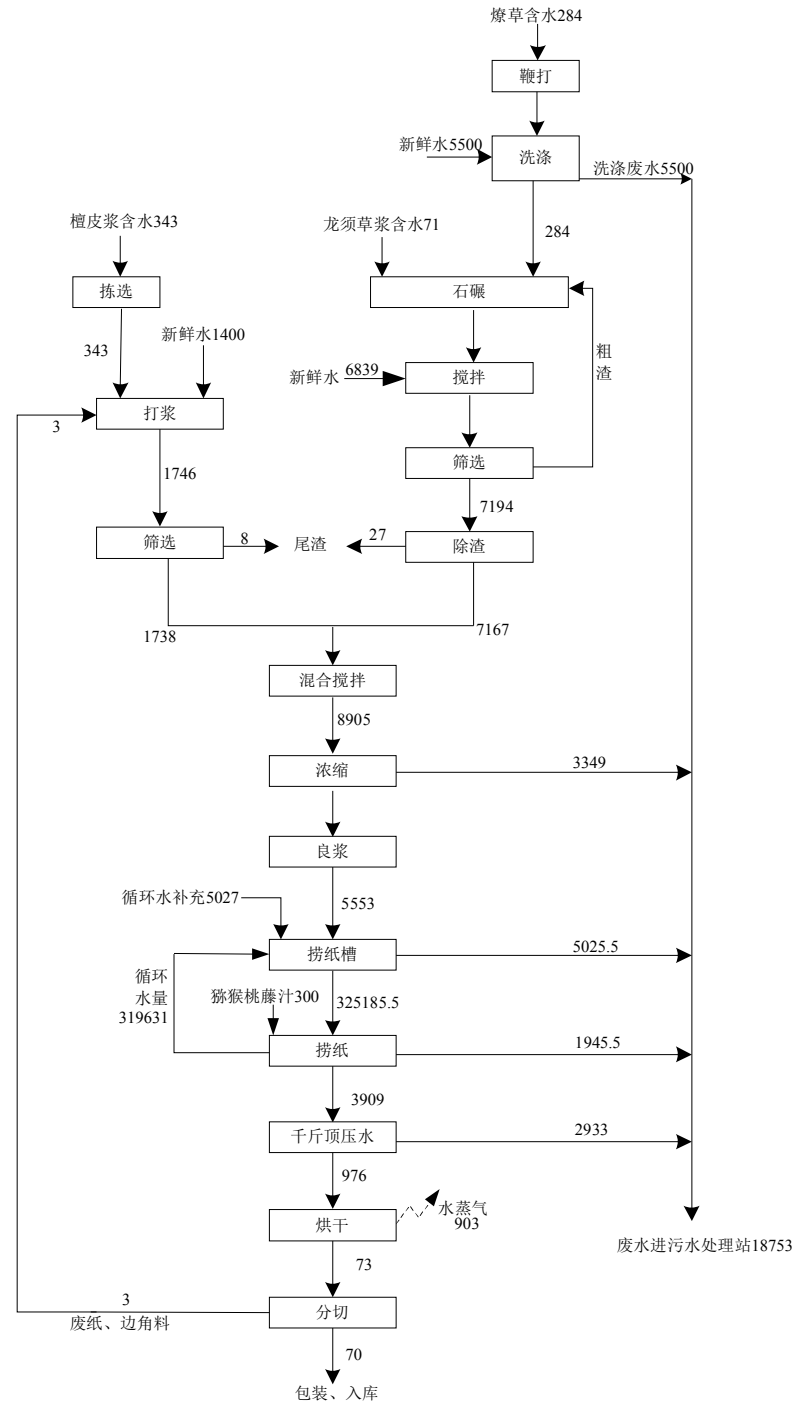 燎草含水284
鞭打
新鲜水5500
洗涤
洗涤废水5500
檀皮浆含水343
龙须草浆含水71
284
拣选
石碾
343
新鲜水1400
粗
渣
新鲜水
6839
搅拌
打浆
3
1746
筛选
7194
筛选
8
尾渣
27
除渣
1738
7167
混合搅拌
8905
浓缩
3349
良浆
循环水补充5027
5553
捞纸槽
5025.5
循环
水量
319631
猕猴桃藤汁300
325185.5
捞纸
1945.5
3909
千斤顶压水
2933
976
烘干
水蒸气
903
废水进污水处理站18753
73
3
废纸、边角料
分切
70
包装、入库